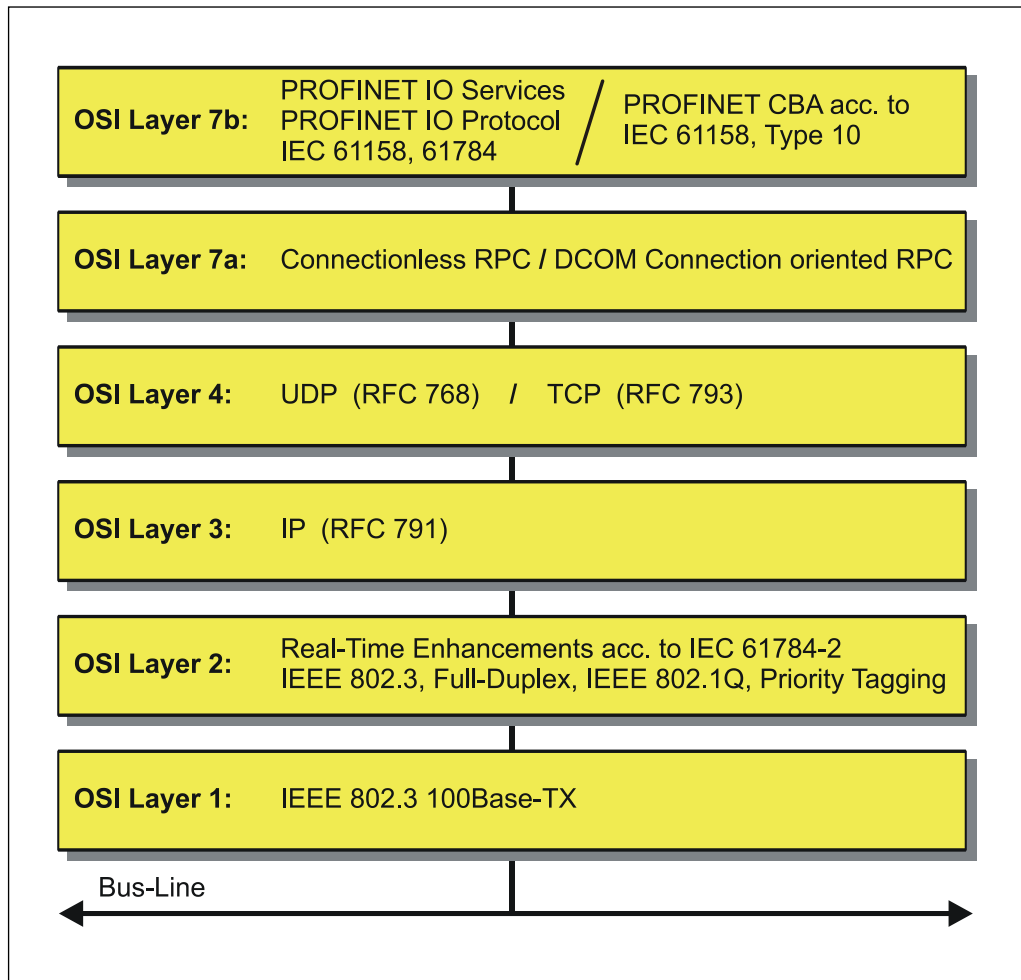 OSI Layer 7b:
PROFINET IO Services
PROFINET IO Protocol
IEC 61158, 61784
/
PROFINET CBA acc. to
IEC 61158, Type 10
OSI Layer 7a: Connectionless RPC / DCOM Connection oriented RPC
OSI Layer 4: UDP (RFC 768) / TCP (RFC 793)
OSI Layer 3: IP (RFC 791)
OSI Layer 2:
Real-Time Enhancements acc. to IEC 61784-2
IEEE 802.3, Full-Duplex, IEEE 802.1Q, Priority Tagging
OSI Layer 1: IEEE 802.3 100Base-TX
Bus-Line